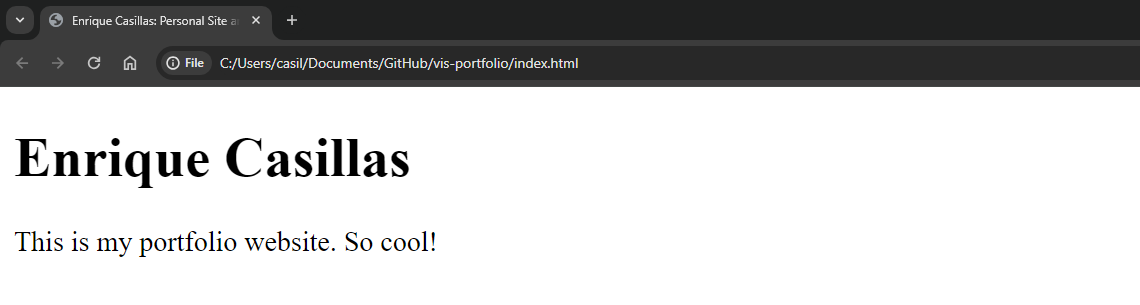 Enrique Casillas: Personal Site a
File C:/Users/casil/Documents/GitHub/vis-portfolio/index.html
Enrique Casillas
This is my portfolio website. So cool!